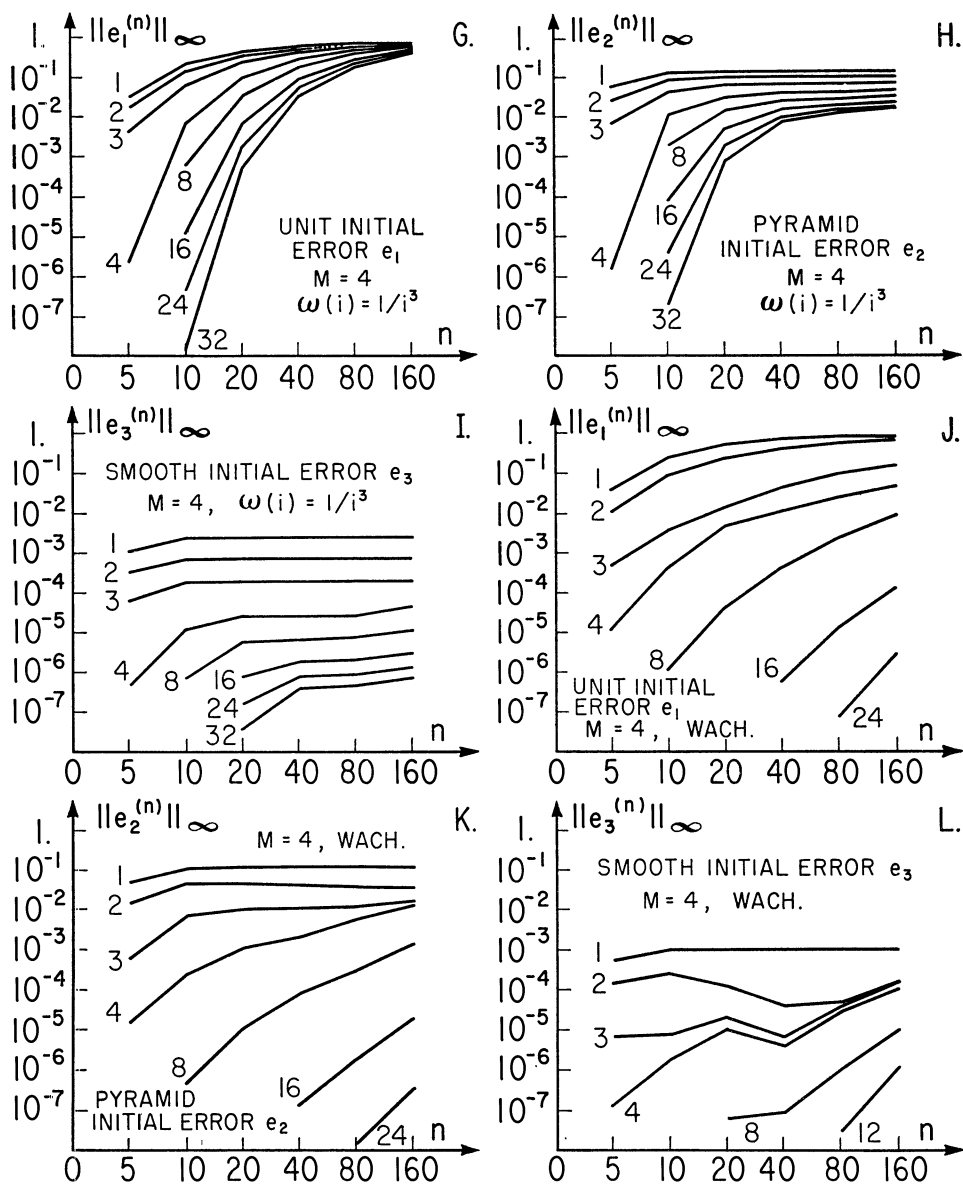 ||e₁⁽ⁿ⁾||∞ G.
1.
10⁻¹
10⁻²
10⁻³
10⁻⁴
10⁻⁵
10⁻⁶
10⁻⁷
1
2
3
4
8
16
24
32
UNIT INITIAL
ERROR e₁
M = 4
ω(i) = 1/i³
n
0 5 10 20 40 80 160
||e₂⁽ⁿ⁾||∞ H.
1.
10⁻¹
10⁻²
10⁻³
10⁻⁴
10⁻⁵
10⁻⁶
10⁻⁷
1
2
3
8
16
4
24
32
PYRAMID
INITIAL ERROR e₂
M = 4
ω(i) = 1/i³
n
0 5 10 20 40 80 160
||e₃⁽ⁿ⁾||∞ I.
1.
10⁻¹
10⁻²
10⁻³
10⁻⁴
10⁻⁵
10⁻⁶
10⁻⁷
SMOOTH INITIAL ERROR e₃
M = 4, ω(i) = 1/i³
1
2
3
4
8
16
24
32
n
0 5 10 20 40 80 160
||e₁⁽ⁿ⁾||∞ J.
1.
10⁻¹
10⁻²
10⁻³
10⁻⁴
10⁻⁵
10⁻⁶
10⁻⁷
1
2
3
4
8
16
24
UNIT INITIAL
ERROR e₁
M = 4, WACH.
n
0 5 10 20 40 80 160
||e₂⁽ⁿ⁾||∞ K.
M = 4, WACH.
1.
10⁻¹
10⁻²
10⁻³
10⁻⁴
10⁻⁵
10⁻⁶
10⁻⁷
1
2
3
4
8
16
24
PYRAMID
INITIAL ERROR e₂
n
0 5 10 20 40 80 160
||e₃⁽ⁿ⁾||∞ L.
1.
10⁻¹
10⁻²
10⁻³
10⁻⁴
10⁻⁵
10⁻⁶
10⁻⁷
SMOOTH INITIAL ERROR e₃
M = 4, WACH.
1
2
3
4
8
12
n
0 5 10 20 40 80 160